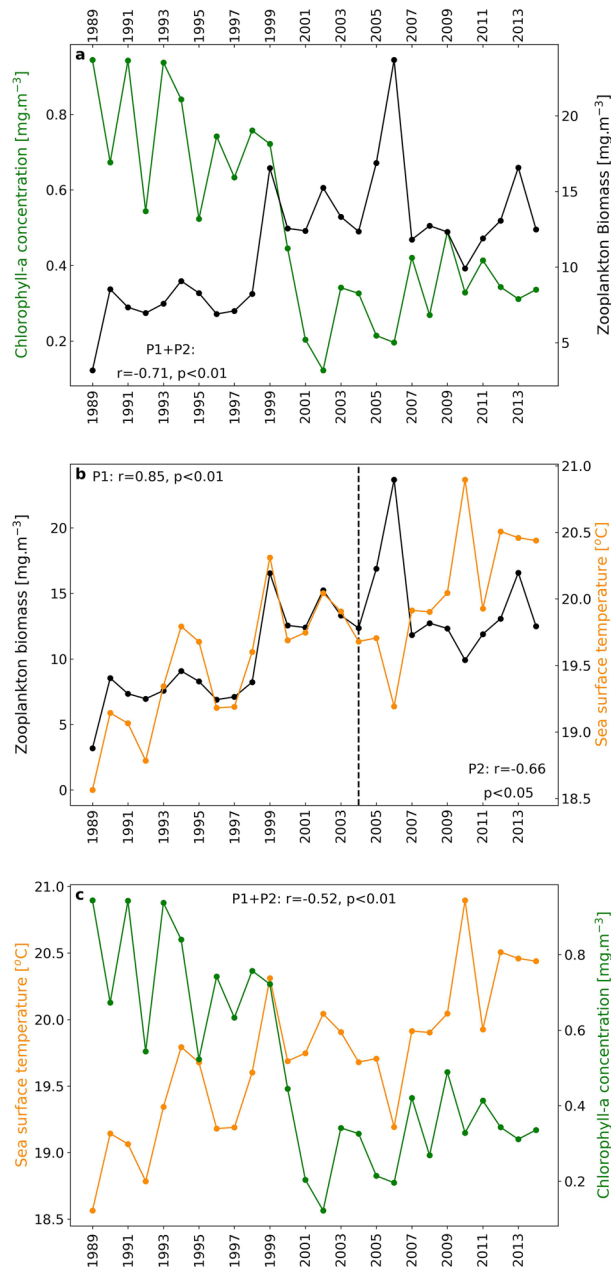 1989 1991 1993 1995 1997 1999 2001 2003 2005 2007 2009 2011 2013
a
Chlorophyll-a concentration [mg.m⁻³]
0.8
0.6
0.4
0.2
20
15
10
5
Zooplankton Biomass [mg.m⁻³]
P1+P2:
r=-0.71, p<0.01
1989 1991 1993 1995 1997 1999 2001 2003 2005 2007 2009 2011 2013
b
P1: r=0.85, p<0.01
Zooplankton biomass [mg.m⁻³]
20
15
10
5
0
21.0
20.5
20.0
19.5
19.0
18.5
Sea surface temperature [°C]
P2: r=-0.66
p<0.05
1989 1991 1993 1995 1997 1999 2001 2003 2005 2007 2009 2011 2013
c
P1+P2: r=-0.52, p<0.01
Sea surface temperature [°C]
21.0
20.5
20.0
19.5
19.0
18.5
0.8
0.6
0.4
0.2
Chlorophyll-a concentration [mg.m⁻³]
1989 1991 1993 1995 1997 1999 2001 2003 2005 2007 2009 2011 2013